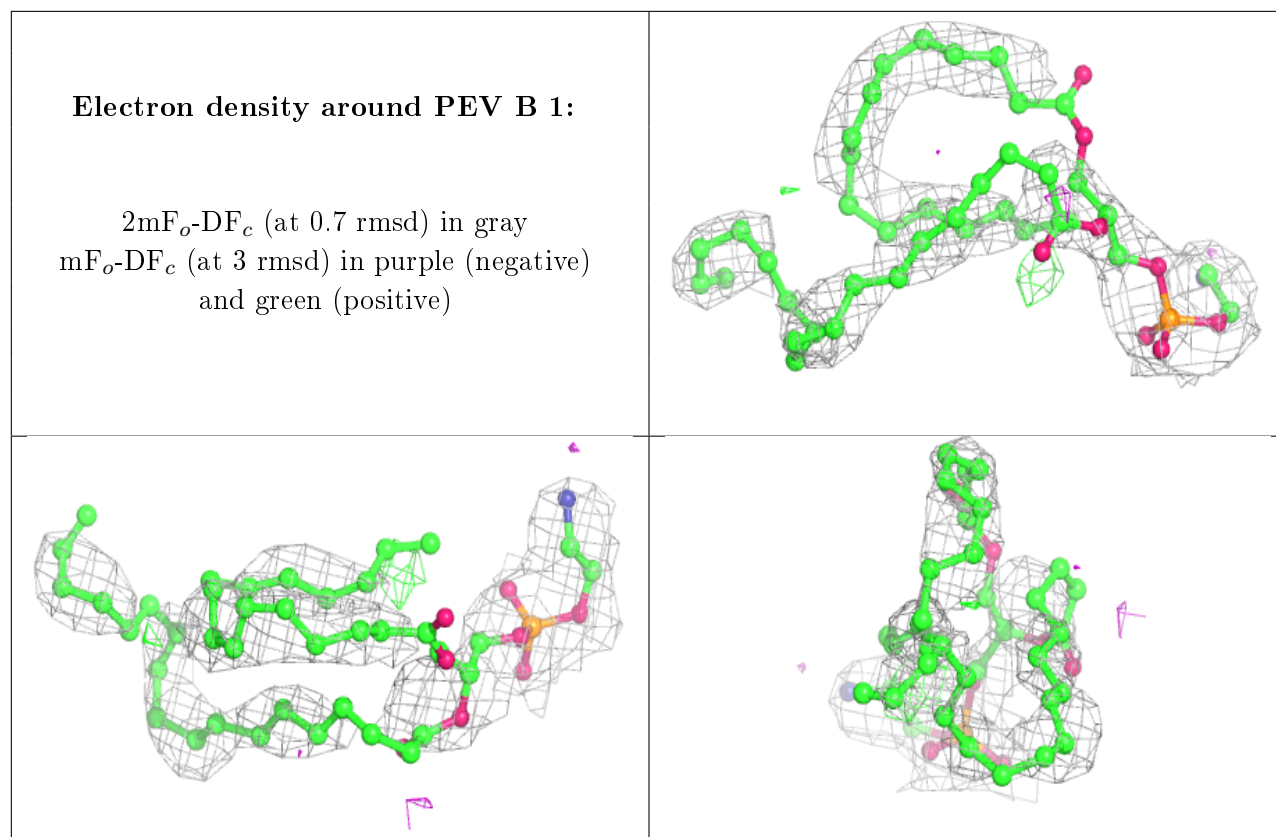 Electron density around PEV B 1:
2mFo-DFc (at 0.7 rmsd) in gray
mFo-DFc (at 3 rmsd) in purple (negative)
and green (positive)